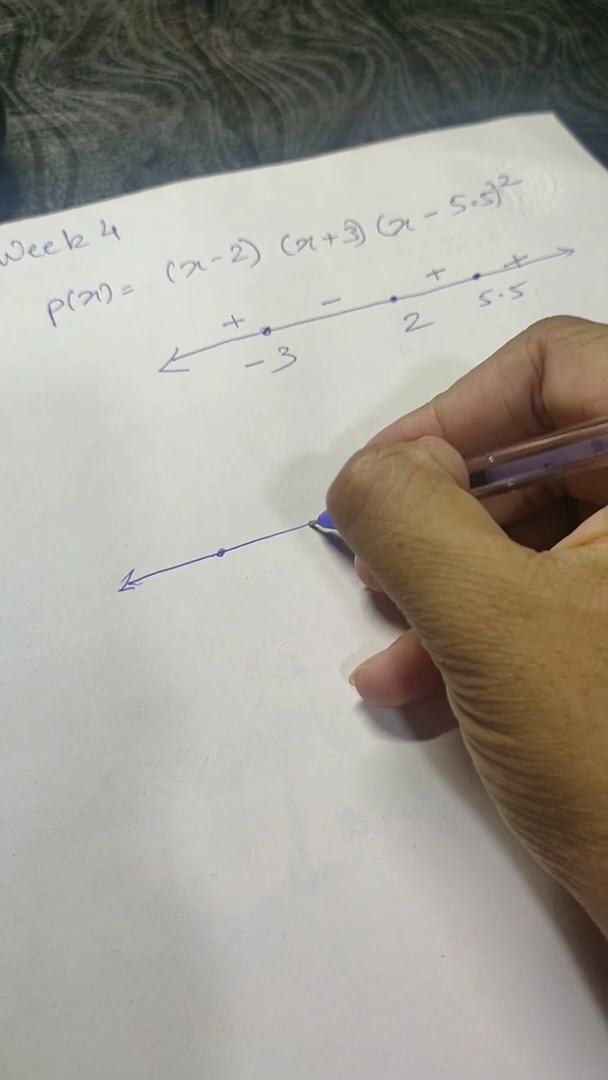 Week 4
p(x) = (x-2) (x+3) (x - 5.5)²
+ - + +
-3 2 5.5